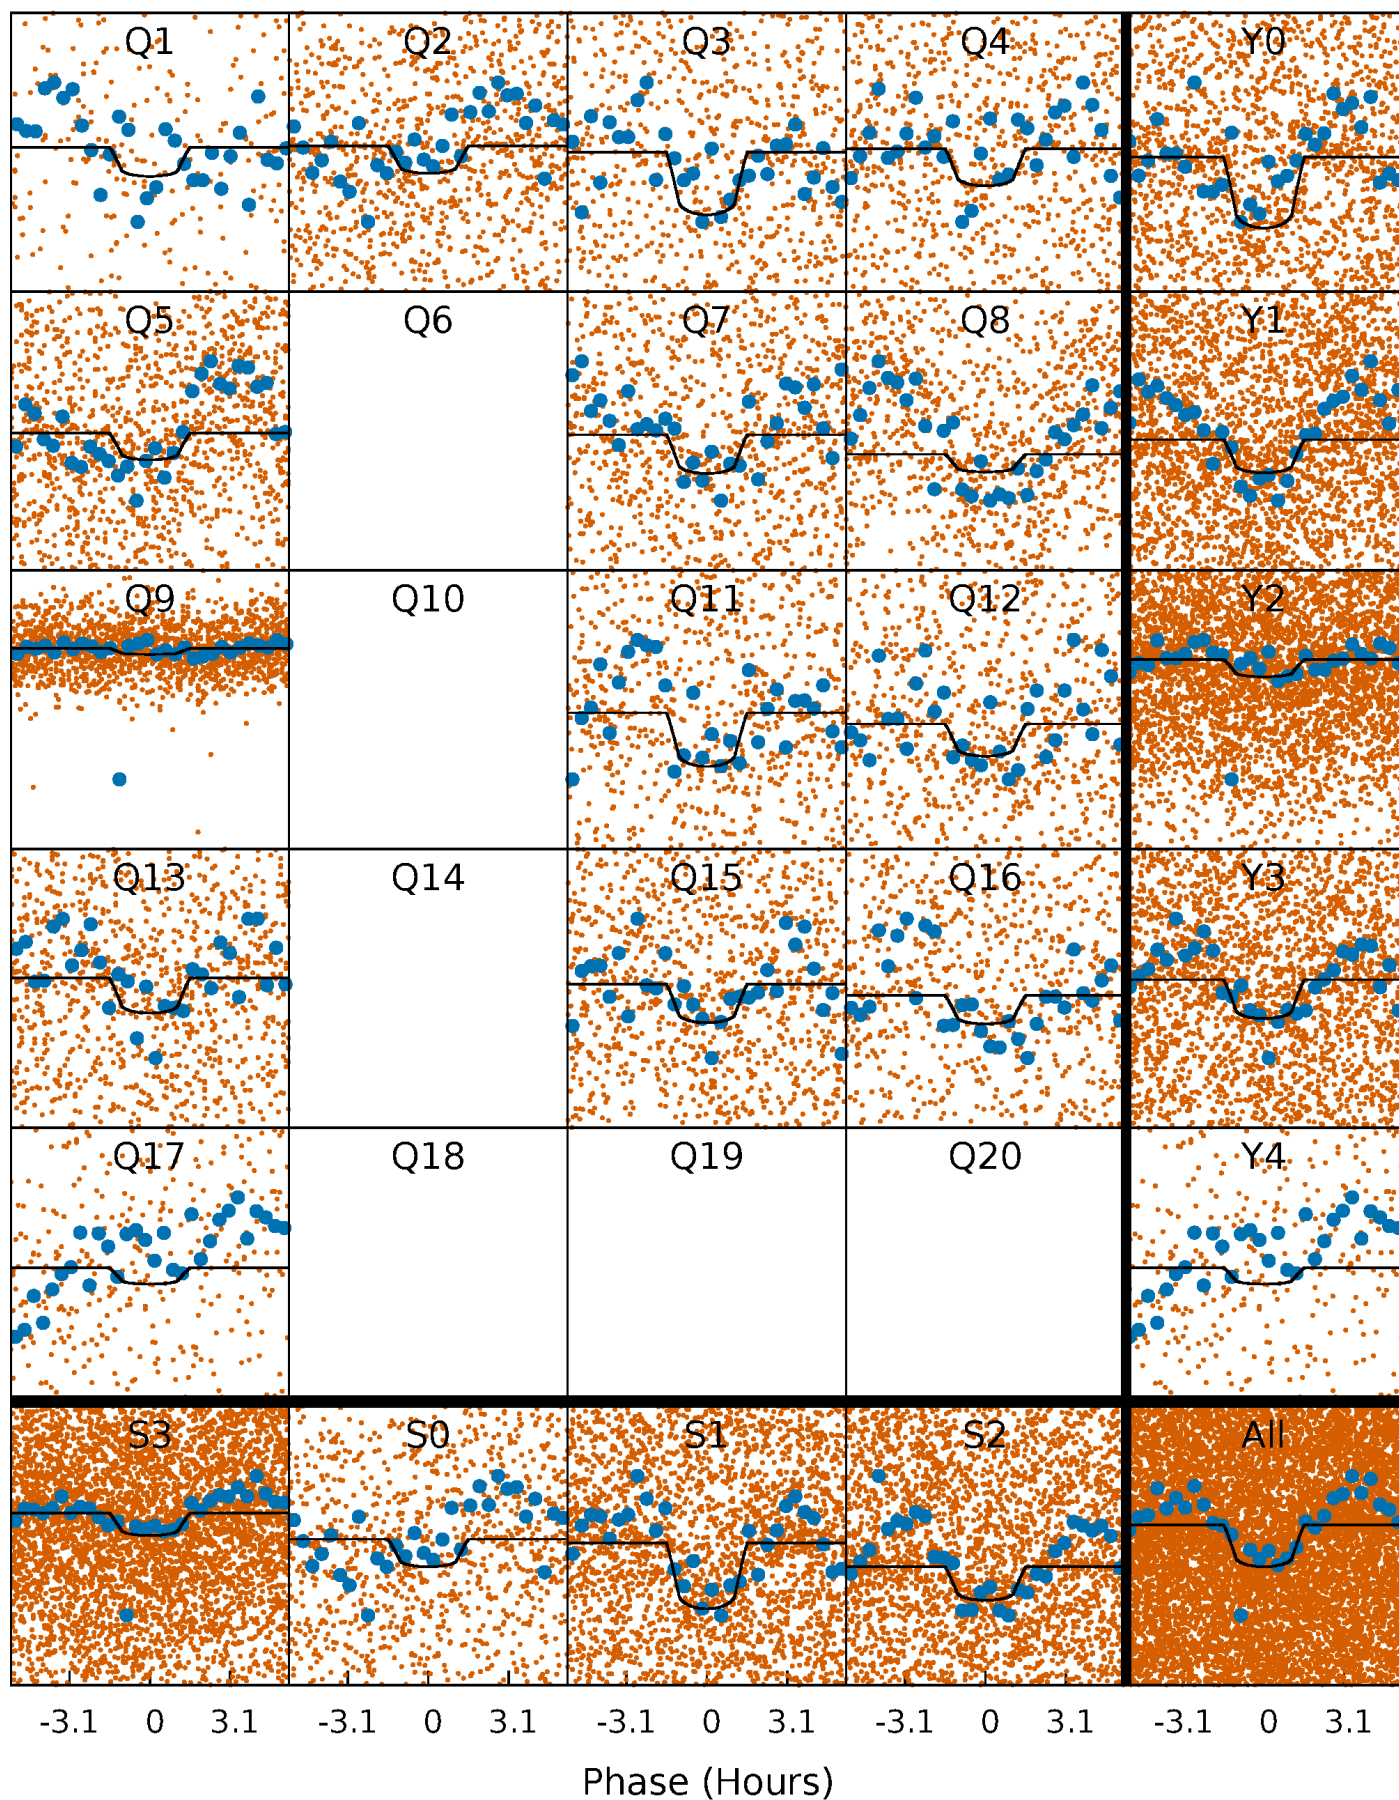 Q1 Q2 Q3 Q4 Y0
Q5 Q6 Q7 Q8 Y1
Q9 Q10 Q11 Q12 Y2
Q13 Q14 Q15 Q16 Y3
Q17 Q18 Q19 Q20 Y4
S3 S0 S1 S2 All
-3.1 0 3.1 -3.1 0 3.1 -3.1 0 3.1 -3.1 0 3.1 -3.1 0 3.1
Phase (Hours)